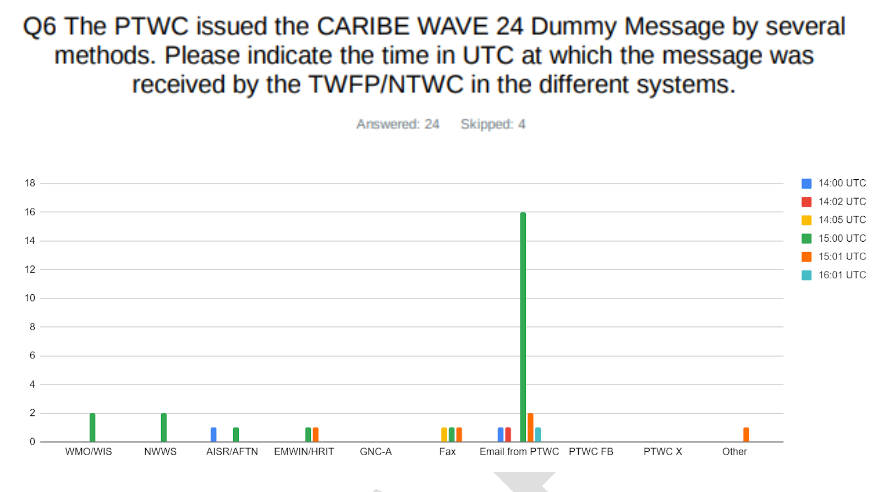 Q6 The PTWC issued the CARIBE WAVE 24 Dummy Message by several
methods. Please indicate the time in UTC at which the message was
received by the TWFP/NTWC in the different systems.
Answered: 24 Skipped: 4
18
16
14
12
10
8
6
4
2
0
WMO/WIS NWWS AISR/AFTN EMWIN/HRIT GNC-A Fax Email from PTWC PTWC FB PTWC X Other
14:00 UTC
14:02 UTC
14:05 UTC
15:00 UTC
15:01 UTC
16:01 UTC